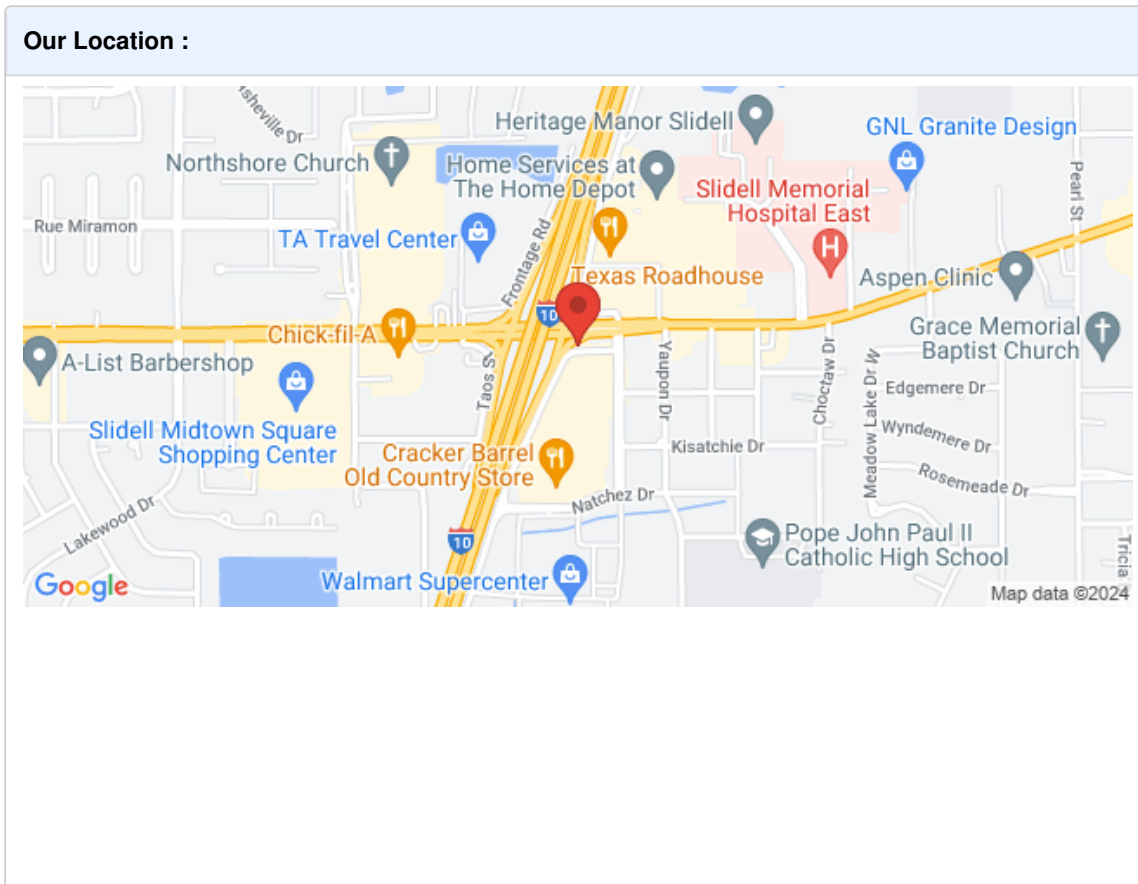 Our Location :
sheville Dr
Heritage Manor Slidell
GNL Granite Design
Northshore Church
Home Services at
The Home Depot
Pearl St
Slidell Memorial
Hospital East
Rue Miramon
TA Travel Center
Frontage Rd
Texas Roadhouse
Aspen Clinic
10
Chick-fil-A
Grace Memorial
Baptist Church
A-List Barbershop
Taos S
Yaupon Dr
Choctaw Dr
Meadow Lake Dr W
Edgemere Dr
Slidell Midtown Square
Shopping Center
Wyndemere Dr
Kisatchie Dr
Cracker Barrel
Old Country Store
Rosemeade Dr
Natchez Dr
Lakewood Dr
10
Pope John Paul II
Catholic High School
Tricia
Walmart Supercenter
Google
Map data ©2024